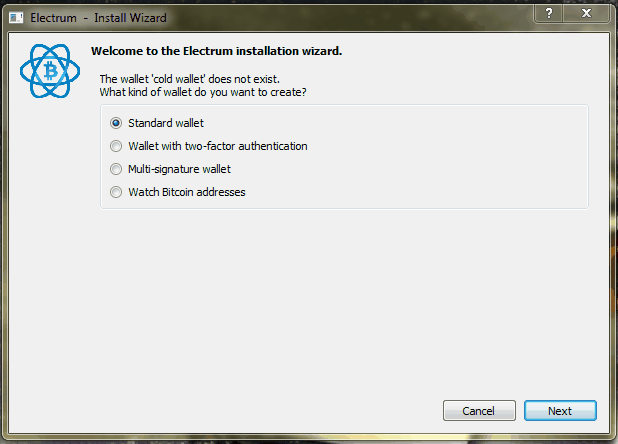 Electrum - Install Wizard
Welcome to the Electrum installation wizard.
The wallet 'cold wallet' does not exist.
What kind of wallet do you want to create?
Standard wallet
Wallet with two-factor authentication
Multi-signature wallet
Watch Bitcoin addresses
Cancel
Next